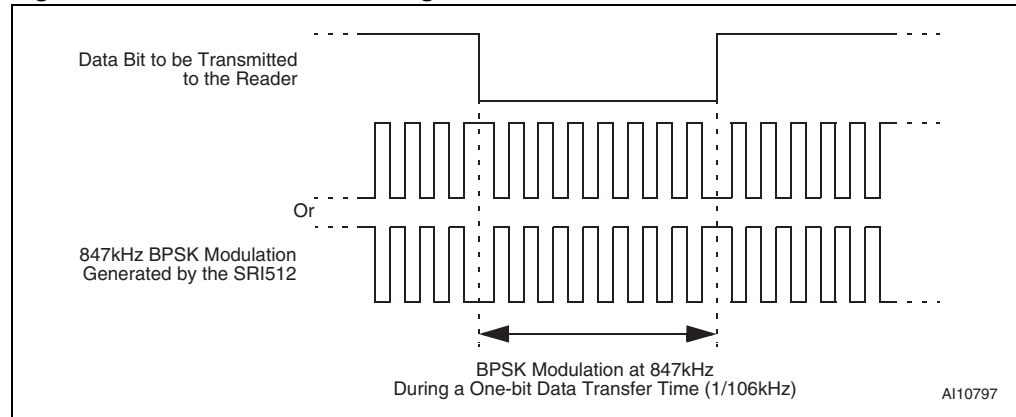 Data Bit to be Transmitted
to the Reader
Or
847kHz BPSK Modulation
Generated by the SRI512
BPSK Modulation at 847kHz
During a One-bit Data Transfer Time (1/106kHz)
AI10797